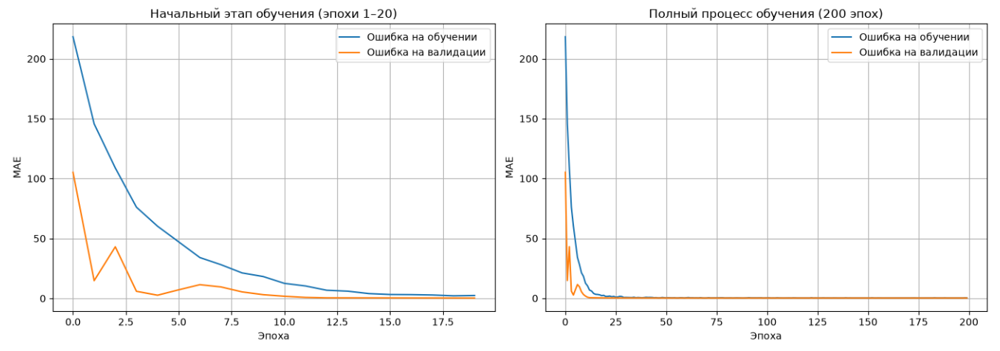 Начальный этап обучения (эпохи 1–20)
Ошибка на обучении
Ошибка на валидации
200
150
100
50
0
MAE
0.0 2.5 5.0 7.5 10.0 12.5 15.0 17.5
Эпоха
Полный процесс обучения (200 эпох)
Ошибка на обучении
Ошибка на валидации
200
150
100
50
0
MAE
0 25 50 75 100 125 150 175 200
Эпоха